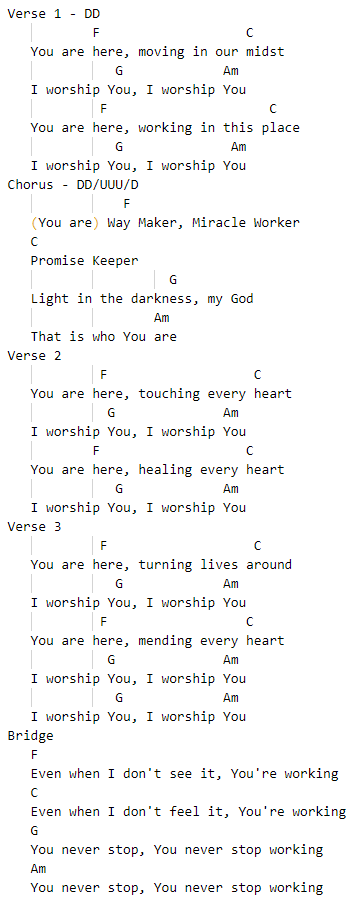 Verse 1 - DD
F C
You are here, moving in our midst
G Am
I worship You, I worship You
F C
You are here, working in this place
G Am
I worship You, I worship You
Chorus - DD/UUU/D
F
(You are) Way Maker, Miracle Worker
C
Promise Keeper
G
Light in the darkness, my God
Am
That is who You are
Verse 2
F C
You are here, touching every heart
G Am
I worship You, I worship You
F C
You are here, healing every heart
G Am
I worship You, I worship You
Verse 3
F C
You are here, turning lives around
G Am
I worship You, I worship You
F C
You are here, mending every heart
G Am
I worship You, I worship You
G Am
I worship You, I worship You
Bridge
F
Even when I don't see it, You're working
C
Even when I don't feel it, You're working
G
You never stop, You never stop working
Am
You never stop, You never stop working